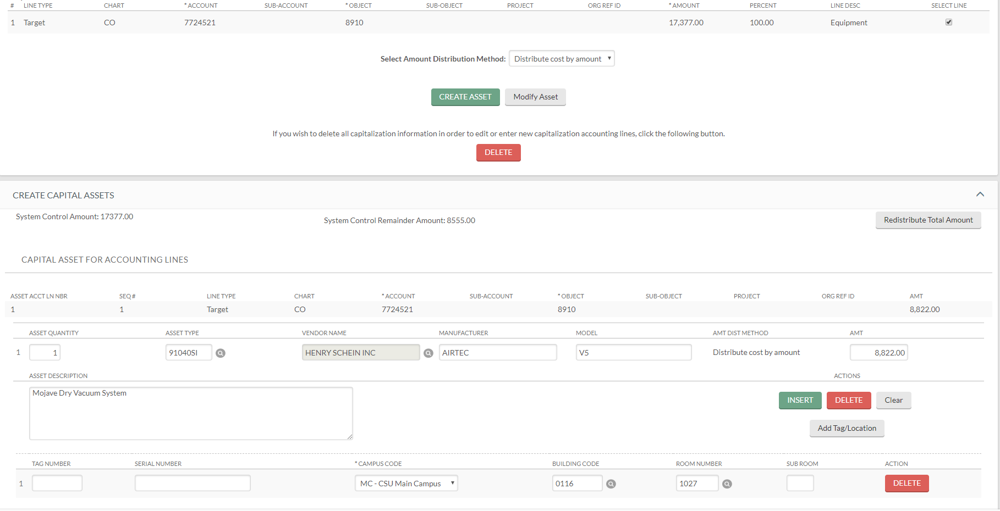 # LINE TYPE CHART * ACCOUNT SUB-ACCOUNT * OBJECT SUB-OBJECT PROJECT ORG REF ID * AMOUNT PERCENT LINE DESC SELECT LINE
1 Target CO 7724521 8910 17,377.00 100.00 Equipment
Select Amount Distribution Method: Distribute cost by amount
CREATE ASSET Modify Asset
If you wish to delete all capitalization information in order to edit or enter new capitalization accounting lines, click the following button.
DELETE
CREATE CAPITAL ASSETS
System Control Amount: 17377.00 System Control Remainder Amount: 8555.00 Redistribute Total Amount
CAPITAL ASSET FOR ACCOUNTING LINES
ASSET ACCT LN NBR SEQ # LINE TYPE CHART * ACCOUNT SUB-ACCOUNT * OBJECT SUB-OBJECT PROJECT ORG REF ID AMT
1 1 Target CO 7724521 8910 8,822.00
ASSET QUANTITY ASSET TYPE VENDOR NAME MANUFACTURER MODEL AMT DIST METHOD AMT
1 1 91040SI HENRY SCHEIN INC AIRTEC V5 Distribute cost by amount 8,822.00
ASSET DESCRIPTION ACTIONS
Mojave Dry Vacuum System
INSERT DELETE Clear
Add Tag/Location
TAG NUMBER SERIAL NUMBER * CAMPUS CODE BUILDING CODE ROOM NUMBER SUB ROOM ACTION
1 MC - CSU Main Campus 0116 1027 DELETE